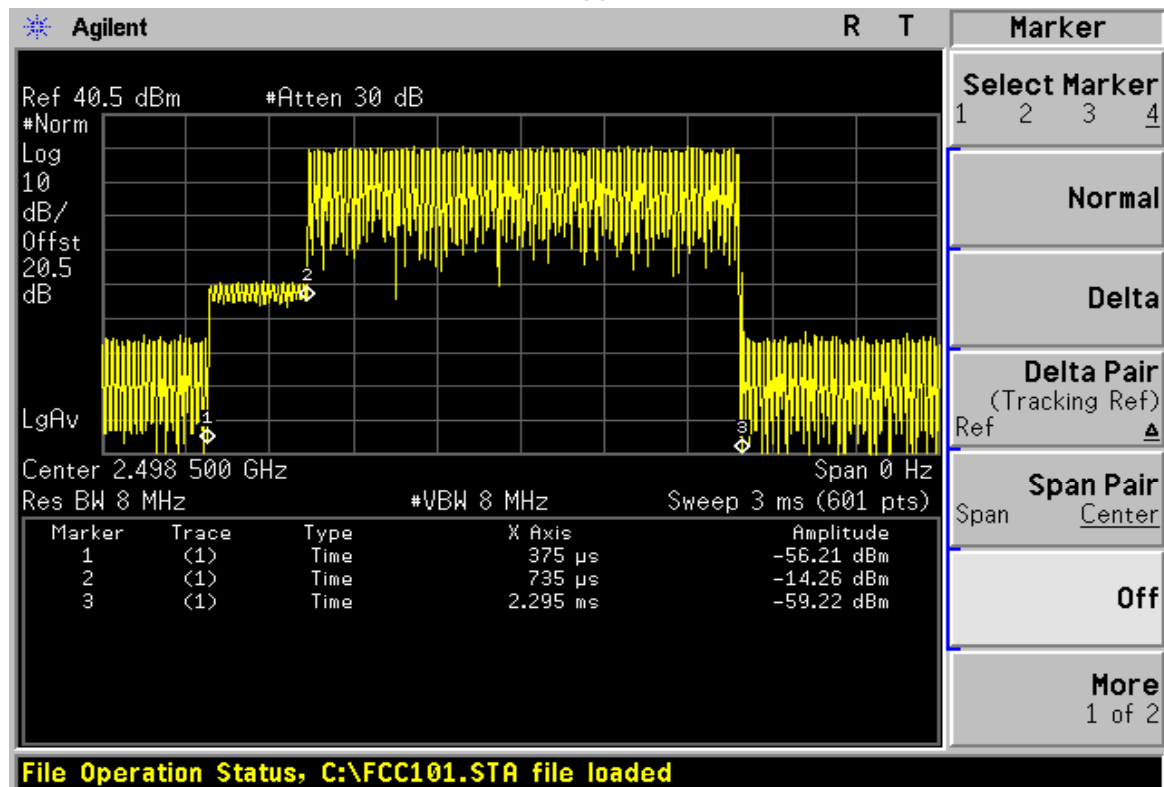 Agilent R T
Marker
Ref 40.5 dBm #Atten 30 dB
#Norm
Log
10
dB/
Offst
20.5
dB
LgAv
2
1
3
Center 2.498 500 GHz Span 0 Hz
Res BW 8 MHz #VBW 8 MHz Sweep 3 ms (601 pts)
Marker Trace Type X Axis Amplitude
1 (1) Time 375 µs -56.21 dBm
2 (1) Time 735 µs -14.26 dBm
3 (1) Time 2.295 ms -59.22 dBm
Select Marker
1 2 3 4
Normal
Delta
Delta Pair
(Tracking Ref)
Ref Δ
Span Pair
Span Center
Off
More
1 of 2
File Operation Status, C:\FCC101.STA file loaded